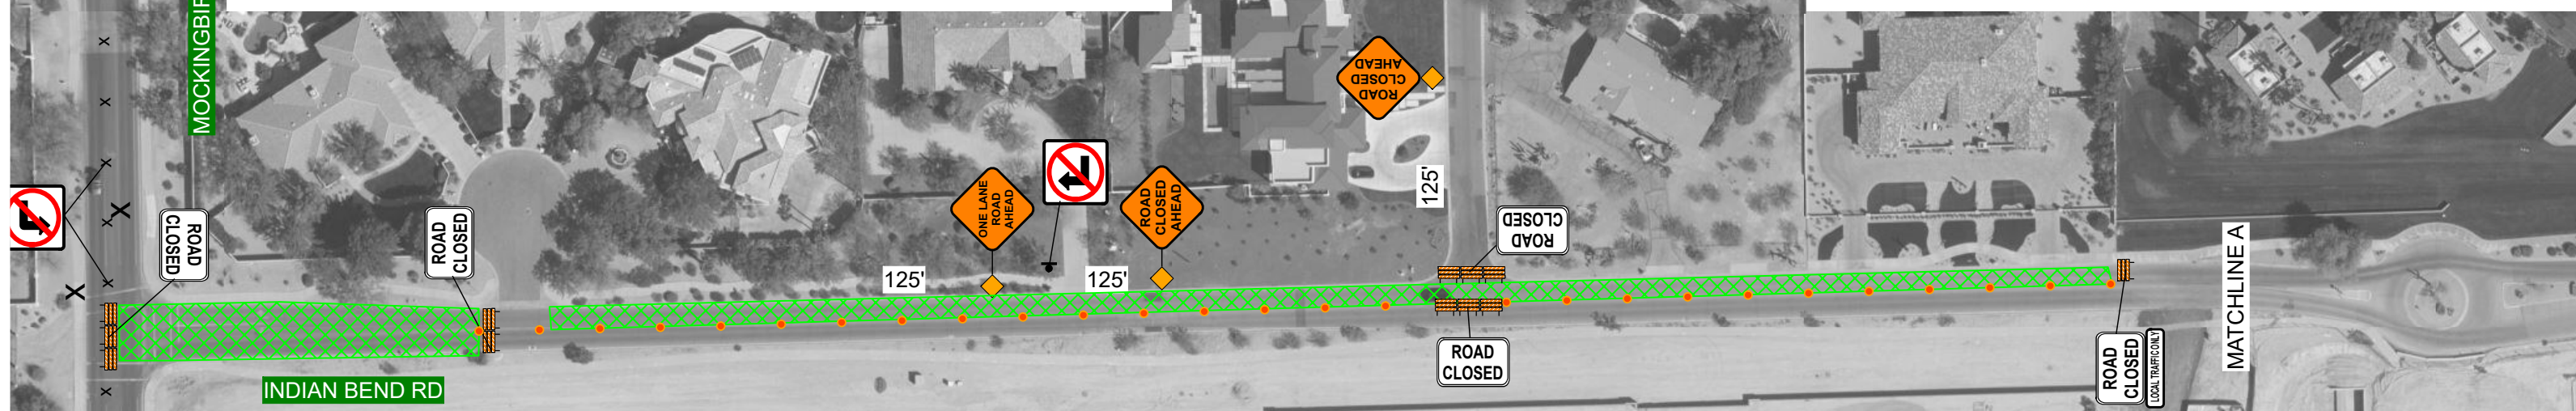 MOCKINGBIR
ROAD
CLOSED
ROAD
CLOSED
INDIAN BEND RD
125'
ONE LANE
ROAD
AHEAD
125'
ROAD
CLOSED
AHEAD
ROAD
CLOSED
AHEAD
125'
ROAD
CLOSED
ROAD
CLOSED
ROAD
CLOSED
LOCAL TRAFFIC ONLY
MATCHLINE A